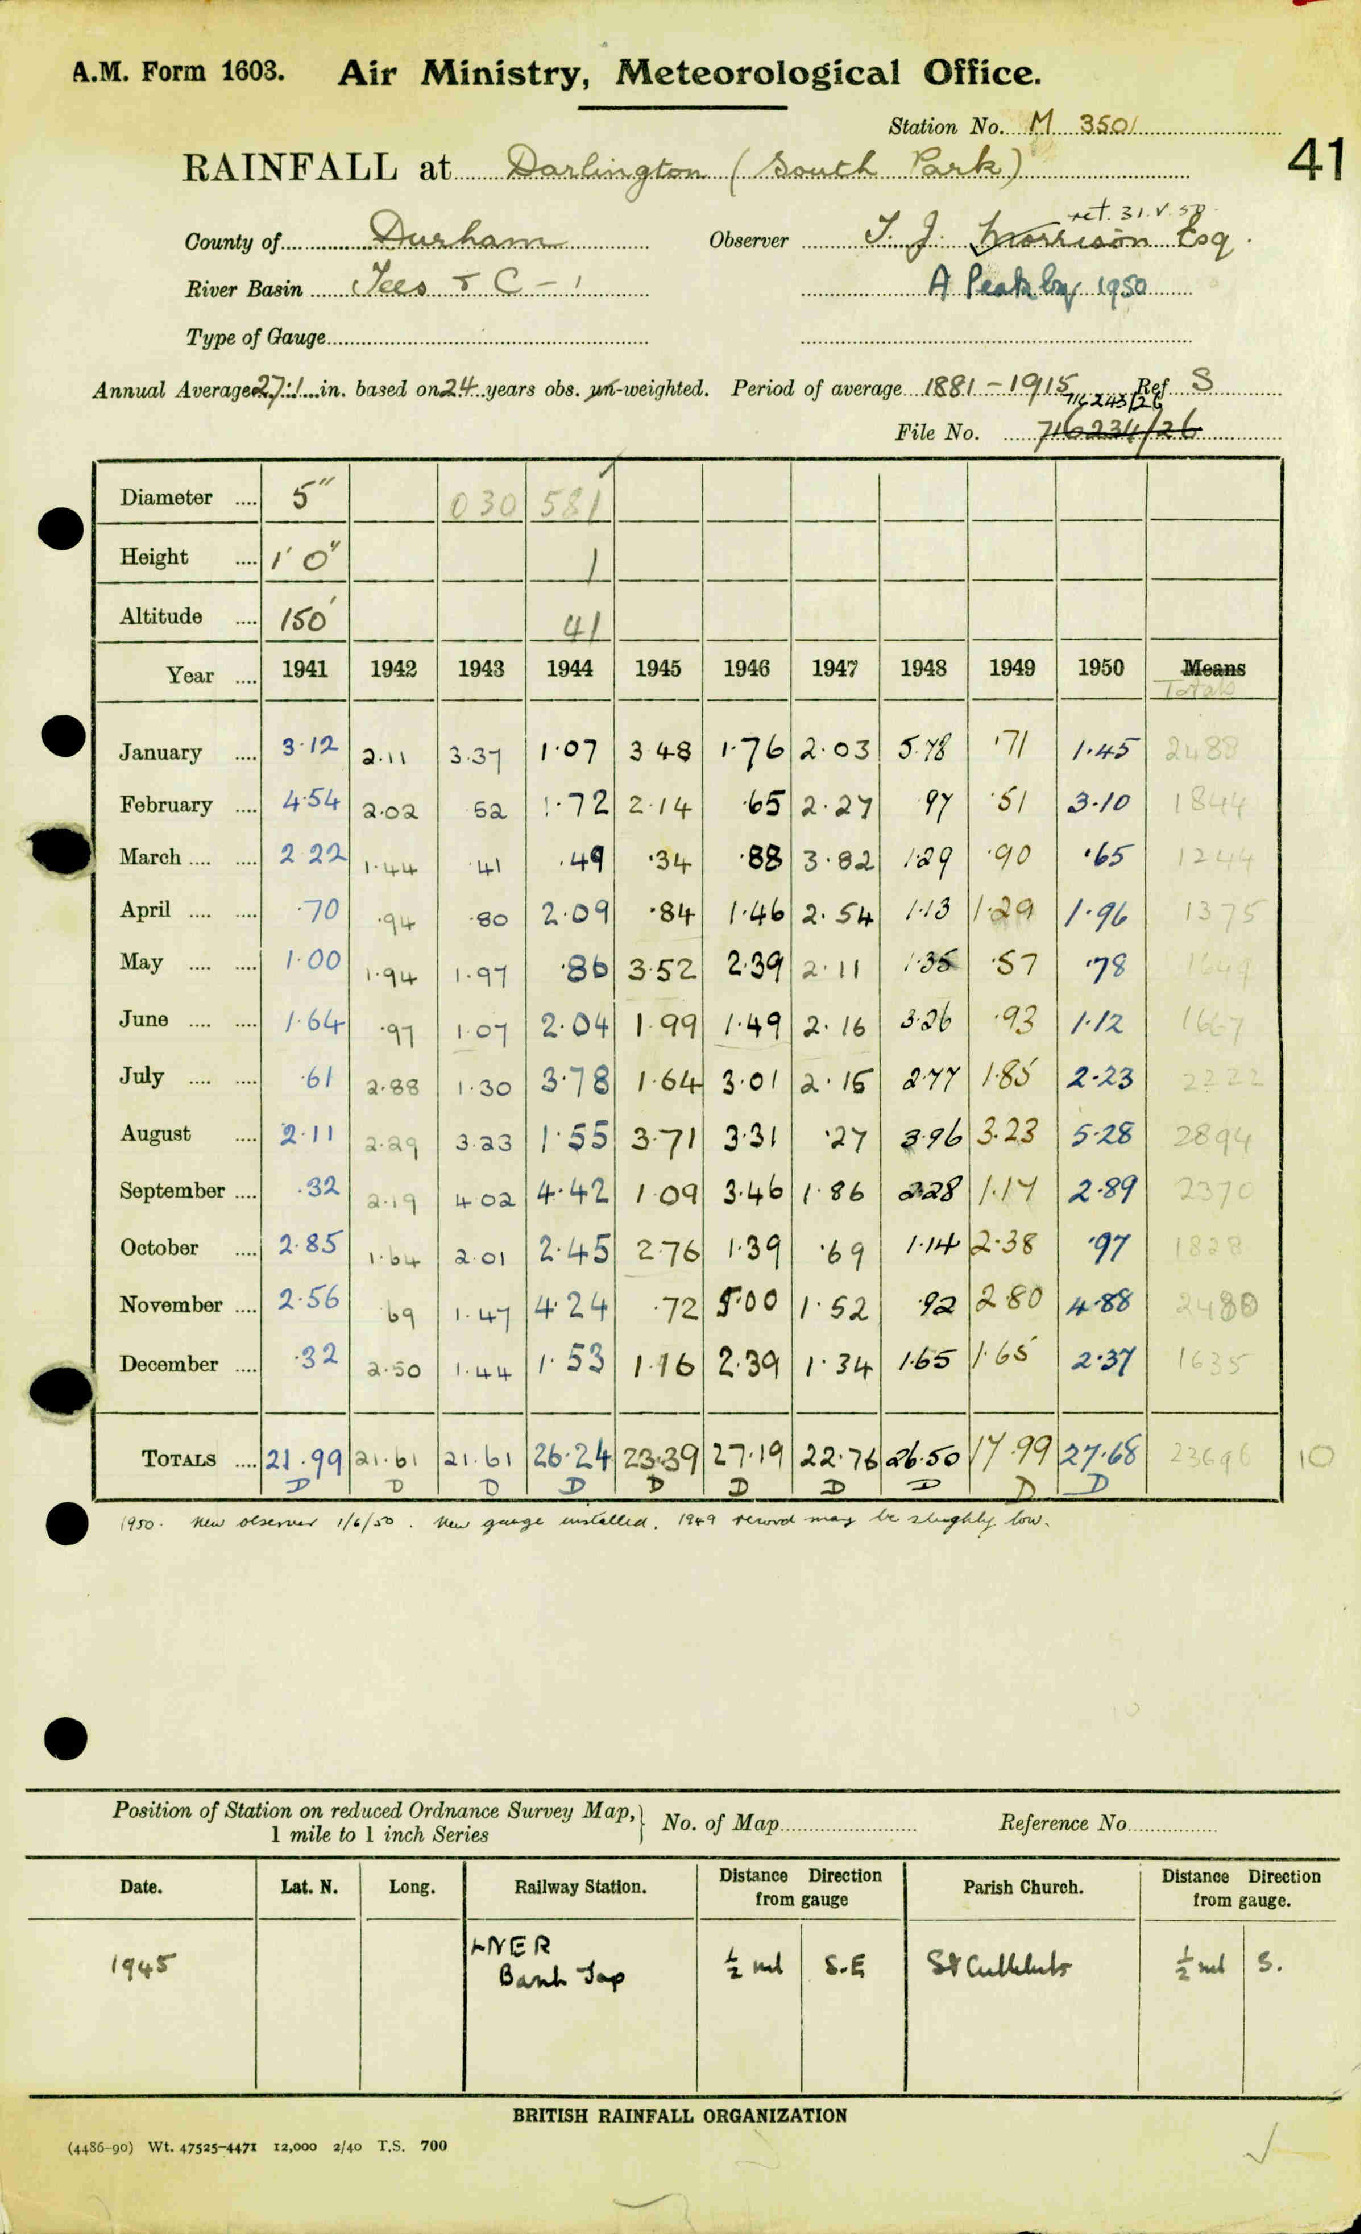 A.M. Form 1603. Air Ministry, Meteorological Office.
Station No. M 3501
41
RAINFALL at Darlington (South Park)
ret. 31.V.50
County of Durham Observer T. J. Morrison Esq.
River Basin Tees & C - 1 A 1950
Type of Gauge
Annual Average 27.1 in. based on 24 years obs. un-weighted. Period of average 1881-1915 Ref S
716243/26
File No. 716234/26
Diameter .... 5" 030 581
Height .... 1' 0" 1
Altitude .... 150' 41
Year .... 1941 1942 1943 1944 1945 1946 1947 1948 1949 1950 Means
Totals
January .... 3.12 2.11 3.37 1.07 3.48 1.76 2.03 5.78 .71 1.45 2488
February .... 4.54 2.02 52 1.72 2.14 .65 2.27 .97 .51 3.10 1844
March .... .... 2.22 1.44 .41 .49 .34 .88 3.82 1.29 .90 .65 1244
April .... .... .70 .94 .80 2.09 .84 1.46 2.54 1.13 1.29 1.96 1375
May .... .... 1.00 1.94 1.97 .86 3.52 2.39 2.11 1.35 .57 .78 1649
June .... .... 1.64 .97 1.07 2.04 1.99 1.49 2.16 3.26 .93 1.12 1667
July .... .... .61 2.88 1.30 3.78 1.64 3.01 2.15 2.77 1.85 2.23 2222
August .... 2.11 2.29 3.23 1.55 3.71 3.31 .27 3.96 3.23 5.28 2894
September .... .32 2.19 4.02 4.42 1.09 3.46 1.86 2.28 1.17 2.89 2370
October .... 2.85 1.64 2.01 2.45 2.76 1.39 .69 1.14 2.38 .97 1828
November .... 2.56 69 1.47 4.24 .72 5.00 1.52 .92 2.80 4.88 2480
December .... .32 2.50 1.44 1.53 1.16 2.39 1.34 1.65 1.65 2.37 1635
TOTALS .... 21.99 21.61 21.61 26.24 23.39 27.19 22.76 26.50 17.99 27.68 23696 10
D D D D D D D D D D
1950. New observer 1/6/50. New gauge installed. 1949 record may be slightly low.
Position of Station on reduced Ordnance Survey Map,
1 mile to 1 inch Series
No. of Map
Reference No
Date. Lat. N. Long. Railway Station. Distance Direction from gauge Parish Church. Distance Direction from gauge.
1945 LNER Bank Top ½ ml S.E St Cuthberts ½ ml S.
BRITISH RAINFALL ORGANIZATION
(4486-90) Wt. 47525-4471 12,000 2/40 T.S. 700